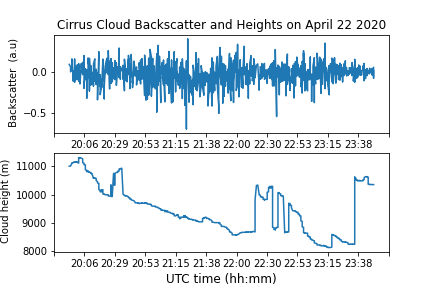 Cirrus Cloud Backscatter and Heights on April 22 2020
Backscatter (a.u)
0.0
−0.5
20:06 20:29 20:53 21:15 21:38 22:00 22:30 22:53 23:15 23:38
Cloud height (m)
11000
10000
9000
8000
20:06 20:29 20:53 21:15 21:38 22:00 22:30 22:53 23:15 23:38
UTC time (hh:mm)